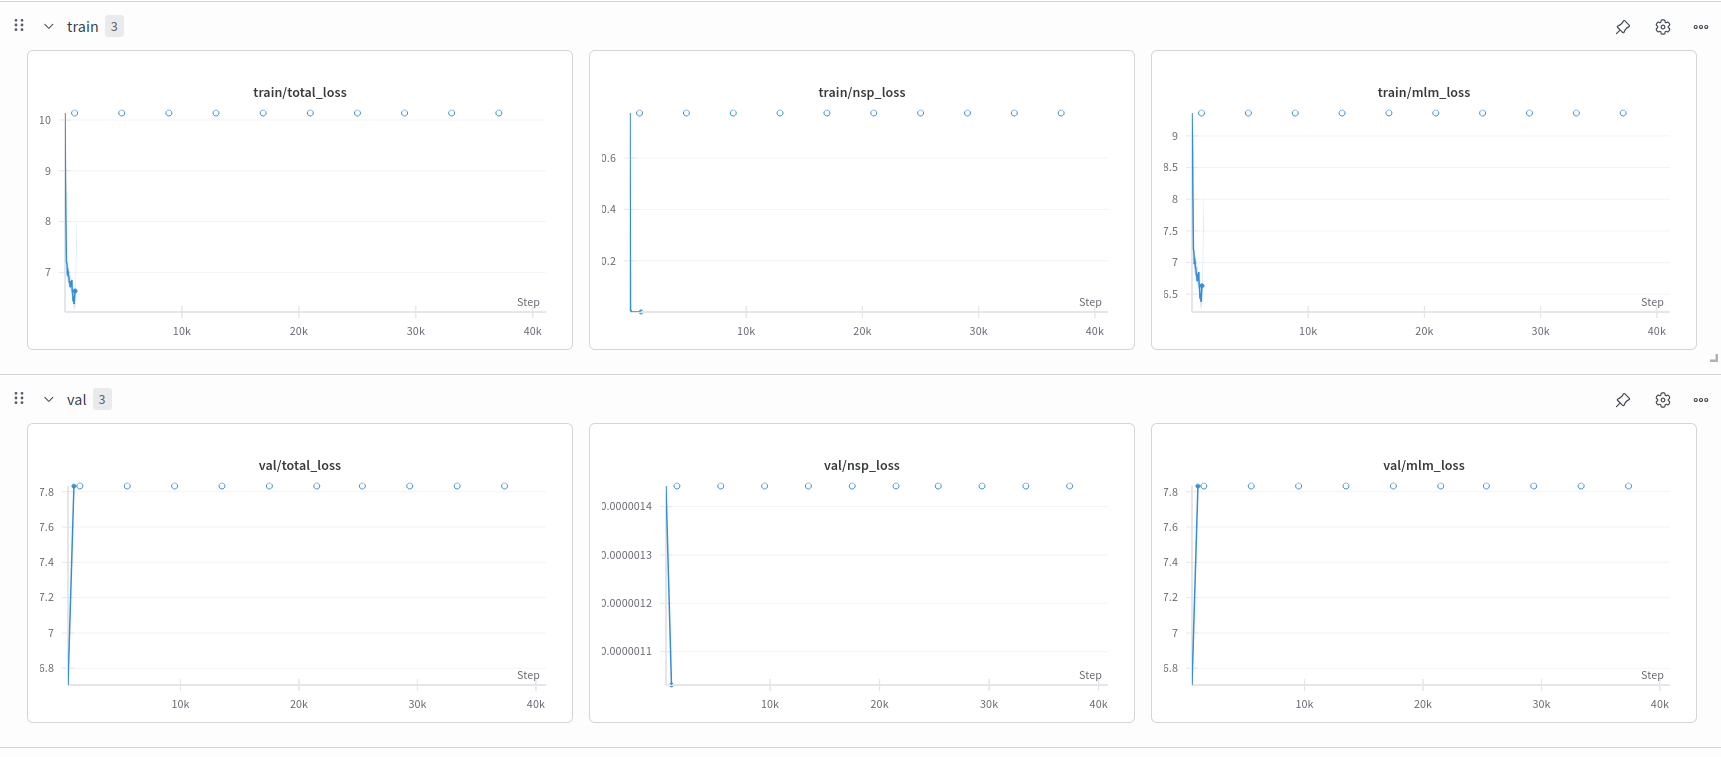 train 3
train/total_loss
10
9
8
7
Step
10k 20k 30k 40k
train/nsp_loss
0.6
0.4
0.2
Step
10k 20k 30k 40k
train/mlm_loss
9
8.5
8
7.5
7
6.5
Step
10k 20k 30k 40k
val 3
val/total_loss
7.8
7.6
7.4
7.2
7
6.8
Step
10k 20k 30k 40k
val/nsp_loss
0.0000014
0.0000013
0.0000012
0.0000011
Step
10k 20k 30k 40k
val/mlm_loss
7.8
7.6
7.4
7.2
7
6.8
Step
10k 20k 30k 40k